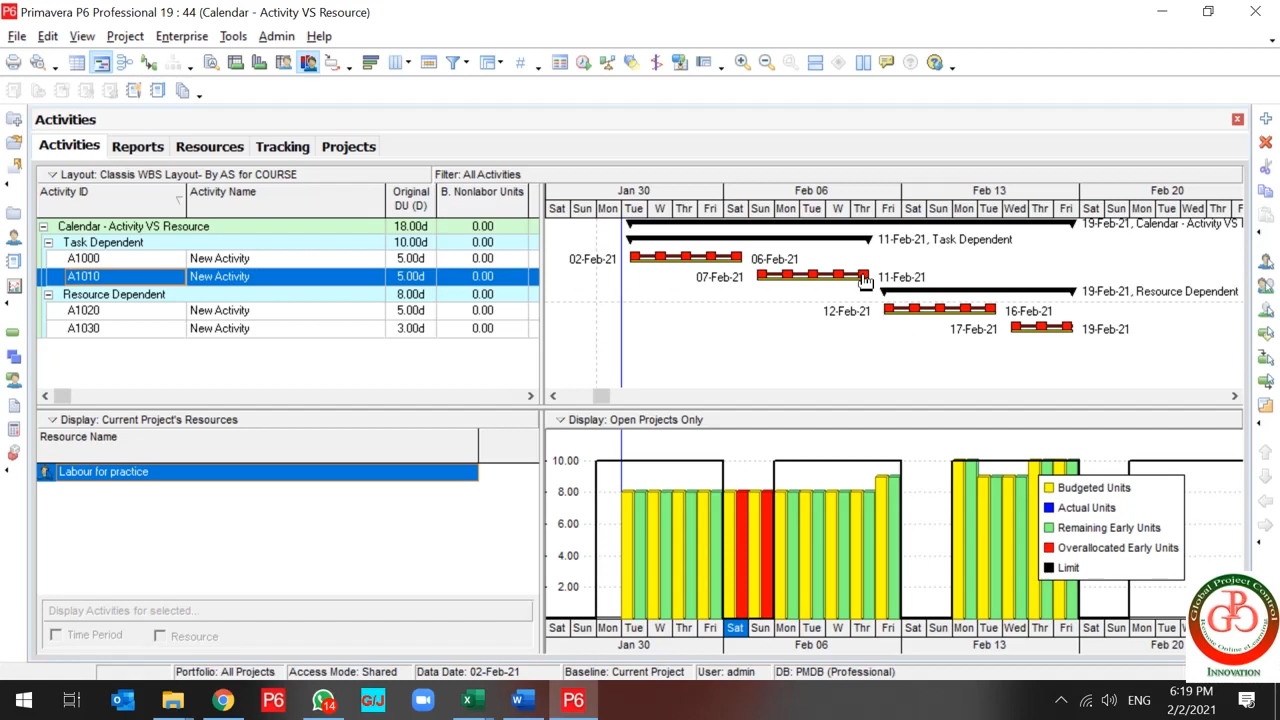 Primavera P6 Professional 19 : 44 (Calendar - Activity VS Resource)
File Edit View Project Enterprise Tools Admin Help
Activities
Activities Reports Resources Tracking Projects
Layout: Classis WBS Layout- By AS for COURSE Filter: All Activities
Activity ID Activity Name Original DU (D) B. Nonlabor Units
Jan 30 Feb 06 Feb 13 Feb 20
Sat Sun Mon Tue W Thr Fri Sat Sun Mon Tue W Thr Fri Sat Sun Mon Tue Wed Thr Fri Sat Sun Mon Tue Wed Thr F
Calendar - Activity VS Resource 18.00d 0.00 19-Feb-21, Calendar - Activity VS
Task Dependent 10.00d 0.00 11-Feb-21, Task Dependent
A1000 New Activity 5.00d 0.00 02-Feb-21 06-Feb-21
A1010 New Activity 5.00d 0.00 07-Feb-21 11-Feb-21
Resource Dependent 8.00d 0.00 19-Feb-21, Resource Dependent
A1020 New Activity 5.00d 0.00 12-Feb-21 16-Feb-21
A1030 New Activity 3.00d 0.00 17-Feb-21 19-Feb-21
Display: Current Project's Resources Display: Open Projects Only
Resource Name
Labour for practice
10.00
8.00
6.00
4.00
2.00
Budgeted Units
Actual Units
Remaining Early Units
Overallocated Early Units
Limit
Display Activities for selected...
Time Period Resource
Sat Sun Mon Tue W Thr Fri Sat Sun Mon Tue W Thr Fri Sat Sun Mon Tue Wed Thr Fri Sat Sun Mon Tue
Jan 30 Feb 06 Feb 13 Feb 20
Global Project Control
GPC
Remote Online el
INNOVATION
Portfolio: All Projects Access Mode: Shared Data Date: 02-Feb-21 Baseline: Current Project User: admin DB: PMDB (Professional)
P6 14 G/J P6 ENG 6:19 PM
2/2/2021